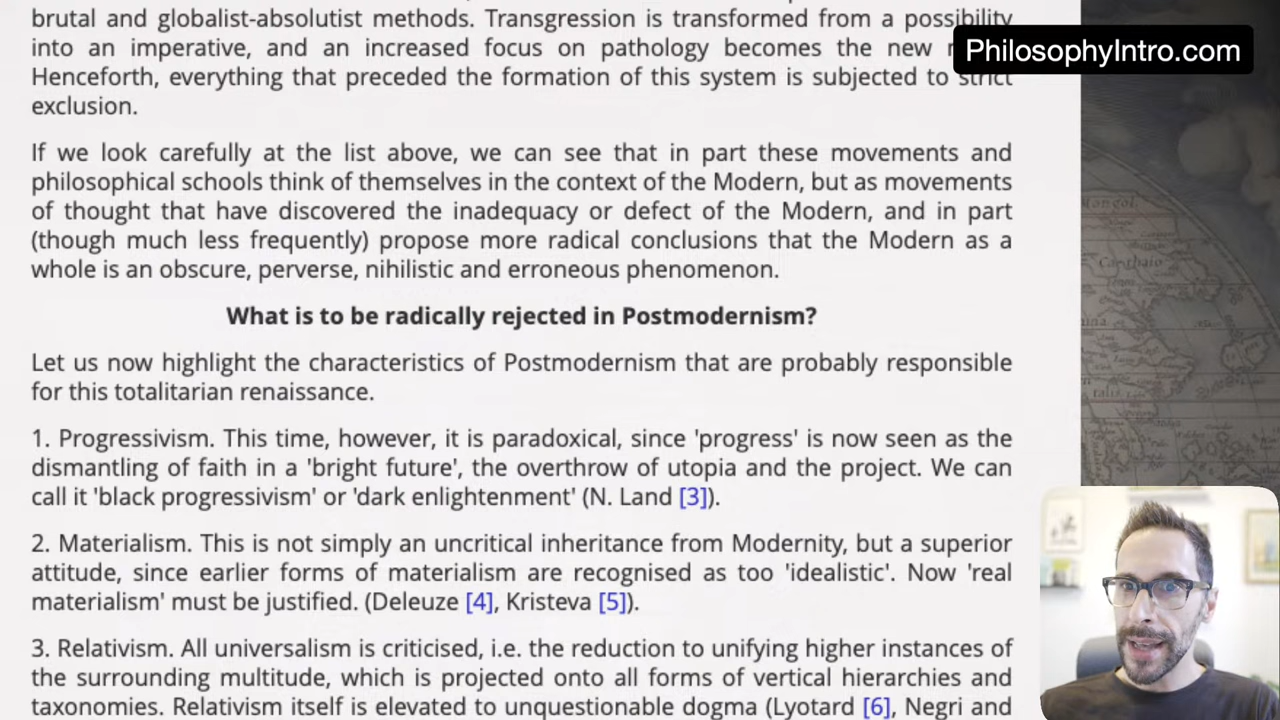 brutal and globalist-absolutist methods. Transgression is transformed from a possibility
into an imperative, and an increased focus on pathology becomes the new
Henceforth, everything that preceded the formation of this system is subjected to strict
exclusion.
PhilosophyIntro.com
If we look carefully at the list above, we can see that in part these movements and
philosophical schools think of themselves in the context of the Modern, but as movements
of thought that have discovered the inadequacy or defect of the Modern, and in part
(though much less frequently) propose more radical conclusions that the Modern as a
whole is an obscure, perverse, nihilistic and erroneous phenomenon.
What is to be radically rejected in Postmodernism?
Let us now highlight the characteristics of Postmodernism that are probably responsible
for this totalitarian renaissance.
1. Progressivism. This time, however, it is paradoxical, since 'progress' is now seen as the
dismantling of faith in a 'bright future', the overthrow of utopia and the project. We can
call it 'black progressivism' or 'dark enlightenment' (N. Land [3]).
2. Materialism. This is not simply an uncritical inheritance from Modernity, but a superior
attitude, since earlier forms of materialism are recognised as too 'idealistic'. Now 'real
materialism' must be justified. (Deleuze [4], Kristeva [5]).
3. Relativism. All universalism is criticised, i.e. the reduction to unifying higher instances of
the surrounding multitude, which is projected onto all forms of vertical hierarchies and
taxonomies. Relativism itself is elevated to unquestionable dogma (Lyotard [6], Negri and